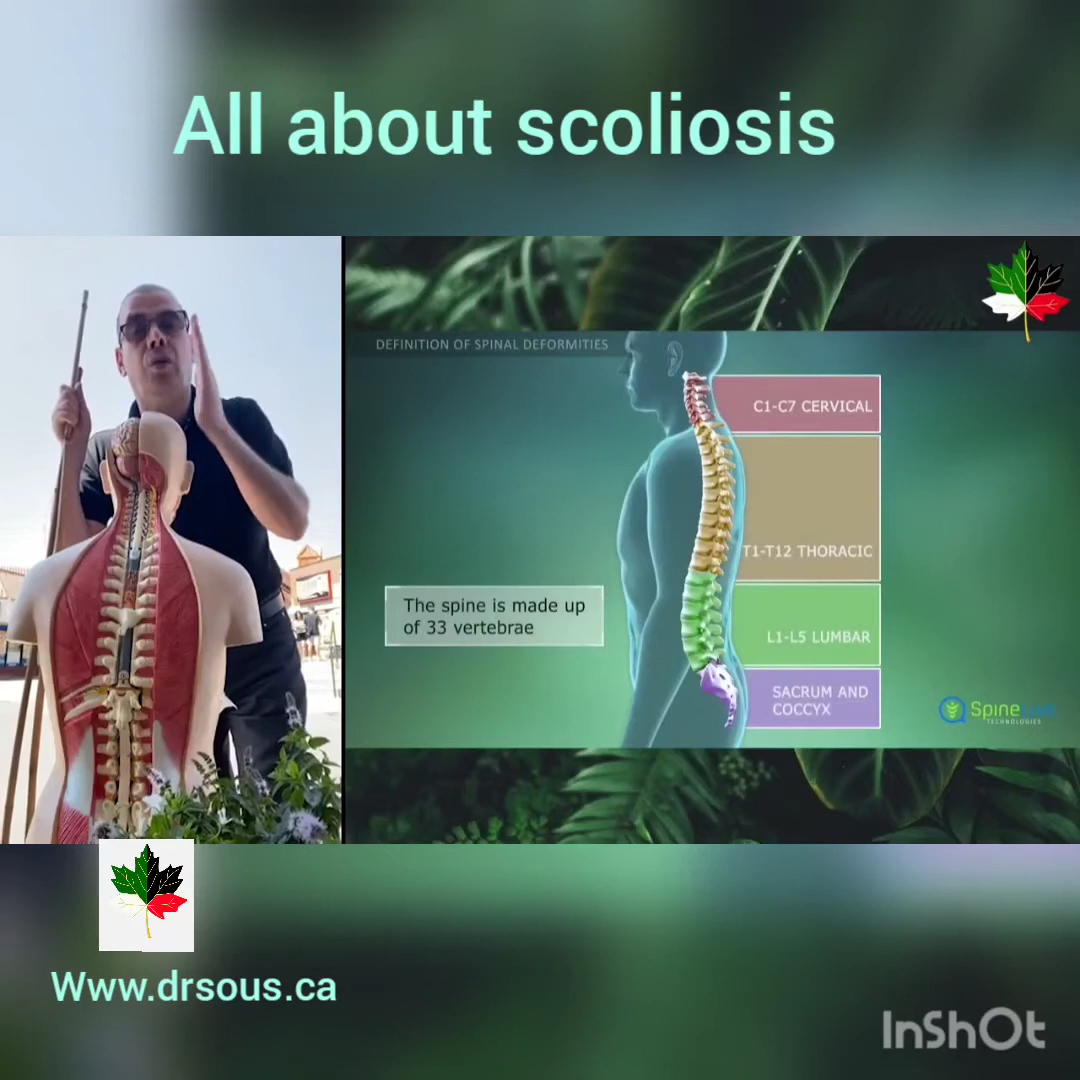 All about scoliosis
DEFINITION OF SPINAL DEFORMITIES
C1-C7 CERVICAL
T1-T12 THORACIC
The spine is made up
of 33 vertebrae
L1-L5 LUMBAR
SACRUM AND
COCCYX
Spine
TECHNOLOGIES
Www.drsous.ca
InShOt